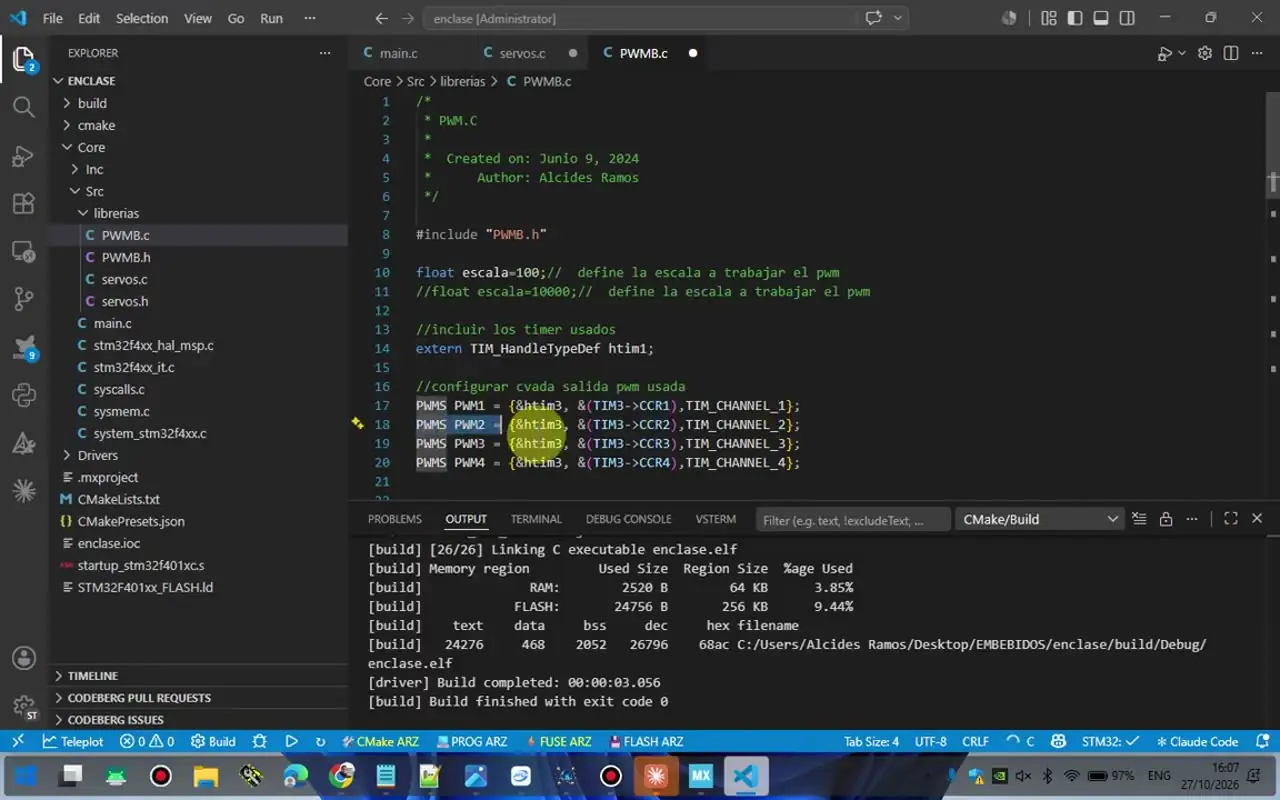 File Edit Selection View Go Run ··· enclase [Administrator]
EXPLORER ···
ENCLASE
build
cmake
Core
Inc
Src
librerias
C PWMB.c
C PWMB.h
C servos.c
C servos.h
C main.c
C stm32f4xx_hal_msp.c
C stm32f4xx_it.c
C syscalls.c
C sysmem.c
C system_stm32f4xx.c
Drivers
.mxproject
M CMakeLists.txt
{} CMakePresets.json
enclase.ioc
startup_stm32f401xc.s
STM32F401XX_FLASH.ld
TIMELINE
CODEBERG PULL REQUESTS
CODEBERG ISSUES
2
9
ST
C main.c C servos.c C PWMB.c
Core > Src > librerias > C PWMB.c
1 /*
2 * PWM.C
3 *
4 * Created on: Junio 9, 2024
5 * Author: Alcides Ramos
6 */
7
8 #include "PWMB.h"
9
10 float escala=100;// define la escala a trabajar el pwm
11 //float escala=10000;// define la escala a trabajar el pwm
12
13 //incluir los timer usados
14 extern TIM_HandleTypeDef htim1;
15
16 //configurar cvada salida pwm usada
17 PWMS PWM1 = {&htim3, &(TIM3->CCR1),TIM_CHANNEL_1};
18 PWMS PWM2 = {&htim3, &(TIM3->CCR2),TIM_CHANNEL_2};
19 PWMS PWM3 = {&htim3, &(TIM3->CCR3),TIM_CHANNEL_3};
20 PWMS PWM4 = {&htim3, &(TIM3->CCR4),TIM_CHANNEL_4};
21
PROBLEMS OUTPUT TERMINAL DEBUG CONSOLE VSTERM Filter (e.g. text, !excludeText, ... CMake/Build
[build] [26/26] Linking C executable enclase.elf
[build] Memory region Used Size Region Size %age Used
[build] RAM: 2520 B 64 KB 3.85%
[build] FLASH: 24756 B 256 KB 9.44%
[build] text data bss dec hex filename
[build] 24276 468 2052 26796 68ac C:/Users/Alcides Ramos/Desktop/EMBEBIDOS/enclase/build/Debug/
enclase.elf
[driver] Build completed: 00:00:03.056
[build] Build finished with exit code 0
Teleplot 0 0 Build CMake ARZ PROG ARZ FUSE ARZ FLASH ARZ Tab Size: 4 UTF-8 CRLF C STM32: Claude Code
MX 97% ENG 16:07
27/10/2026